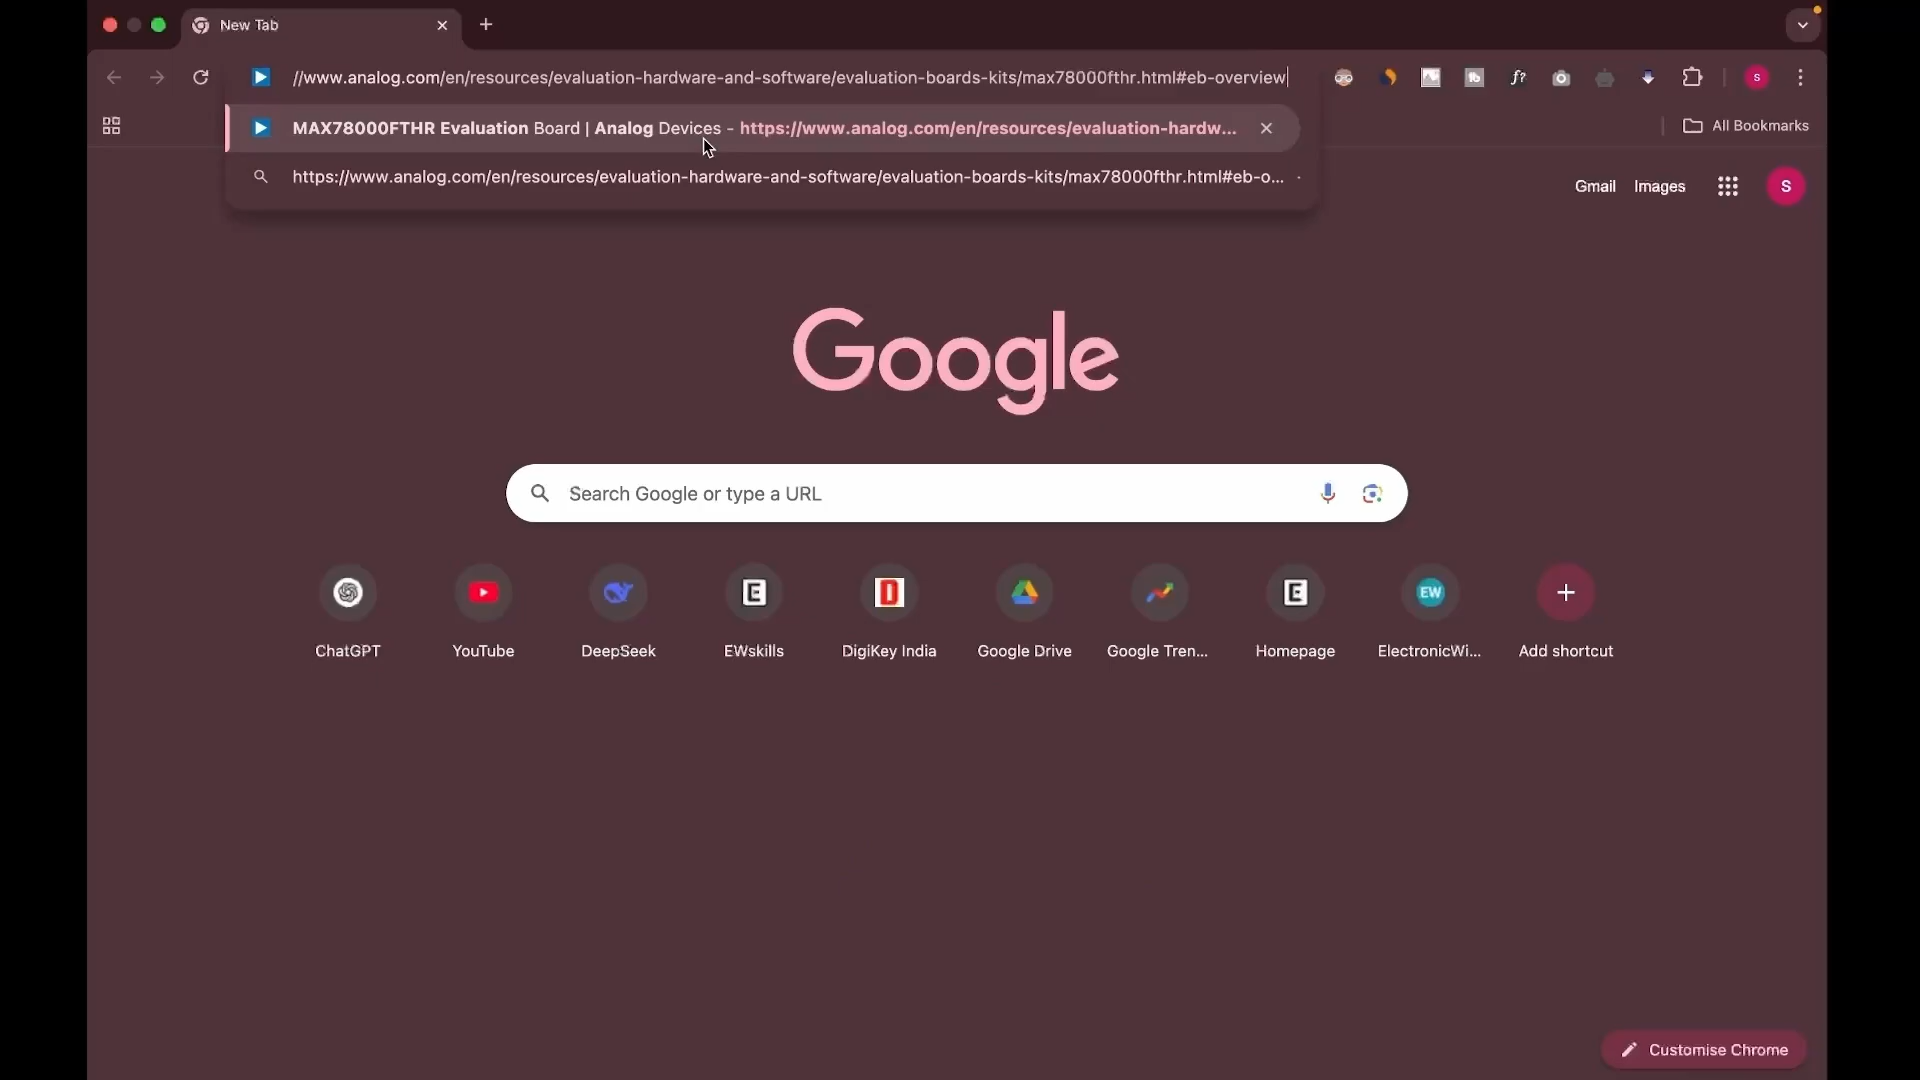 New Tab
//www.analog.com/en/resources/evaluation-hardware-and-software/evaluation-boards-kits/max78000fthr.html#eb-overview
f?
S
MAX78000FTHR Evaluation Board | Analog Devices - https://www.analog.com/en/resources/evaluation-hardw...
All Bookmarks
https://www.analog.com/en/resources/evaluation-hardware-and-software/evaluation-boards-kits/max78000fthr.html#eb-o...
Gmail Images S
Google
Search Google or type a URL
E D E EW
ChatGPT YouTube DeepSeek EWskills DigiKey India Google Drive Google Tren... Homepage ElectronicWi... Add shortcut
Customise Chrome